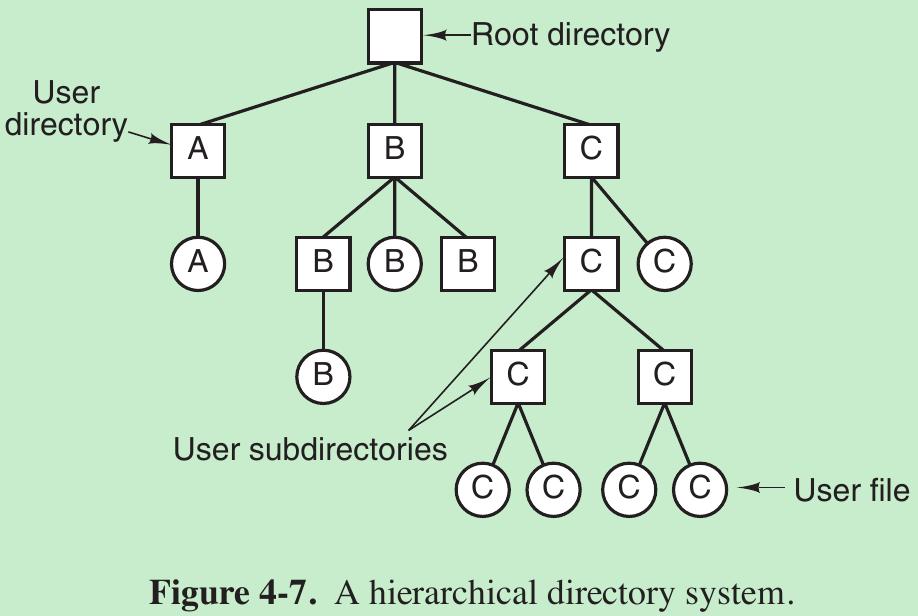 Root directory
User
directory
A
B
C
A
B
B
B
C
C
B
C
C
User subdirectories
C
C
C
C
User file
Figure 4-7. A hierarchical directory system.